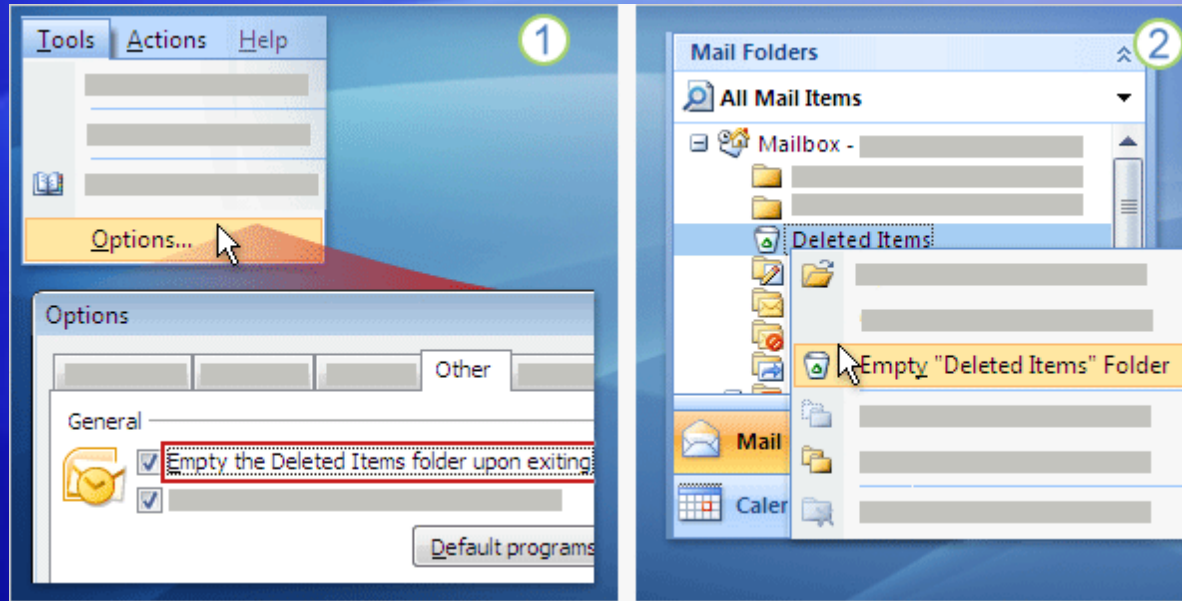 Tools Actions Help
1
Options...
Options
Other
General
Empty the Deleted Items folder upon exiting
Default programs
2
Mail Folders
All Mail Items
Mailbox -
Deleted Items
Empty "Deleted Items" Folder
Mail
Caler